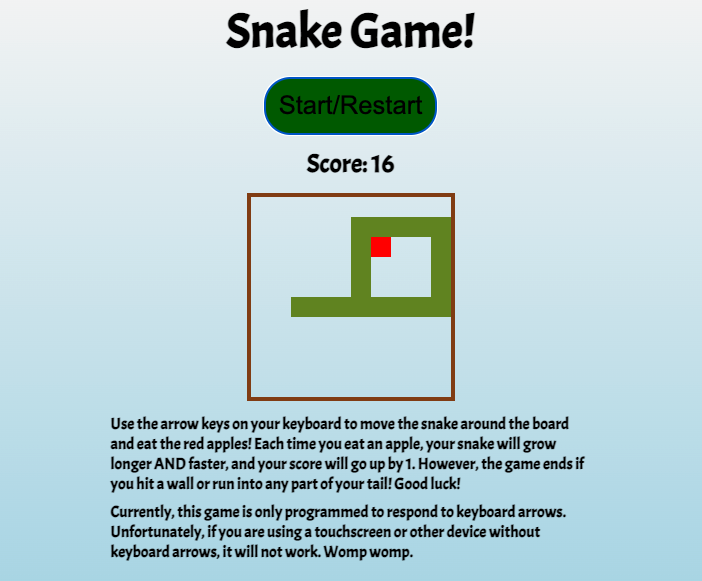 Snake Game!
Start/Restart
Score: 16
Use the arrow keys on your keyboard to move the snake around the board
and eat the red apples! Each time you eat an apple, your snake will grow
longer AND faster, and your score will go up by 1. However, the game ends if
you hit a wall or run into any part of your tail! Good luck!
Currently, this game is only programmed to respond to keyboard arrows.
Unfortunately, if you are using a touchscreen or other device without
keyboard arrows, it will not work. Womp womp.